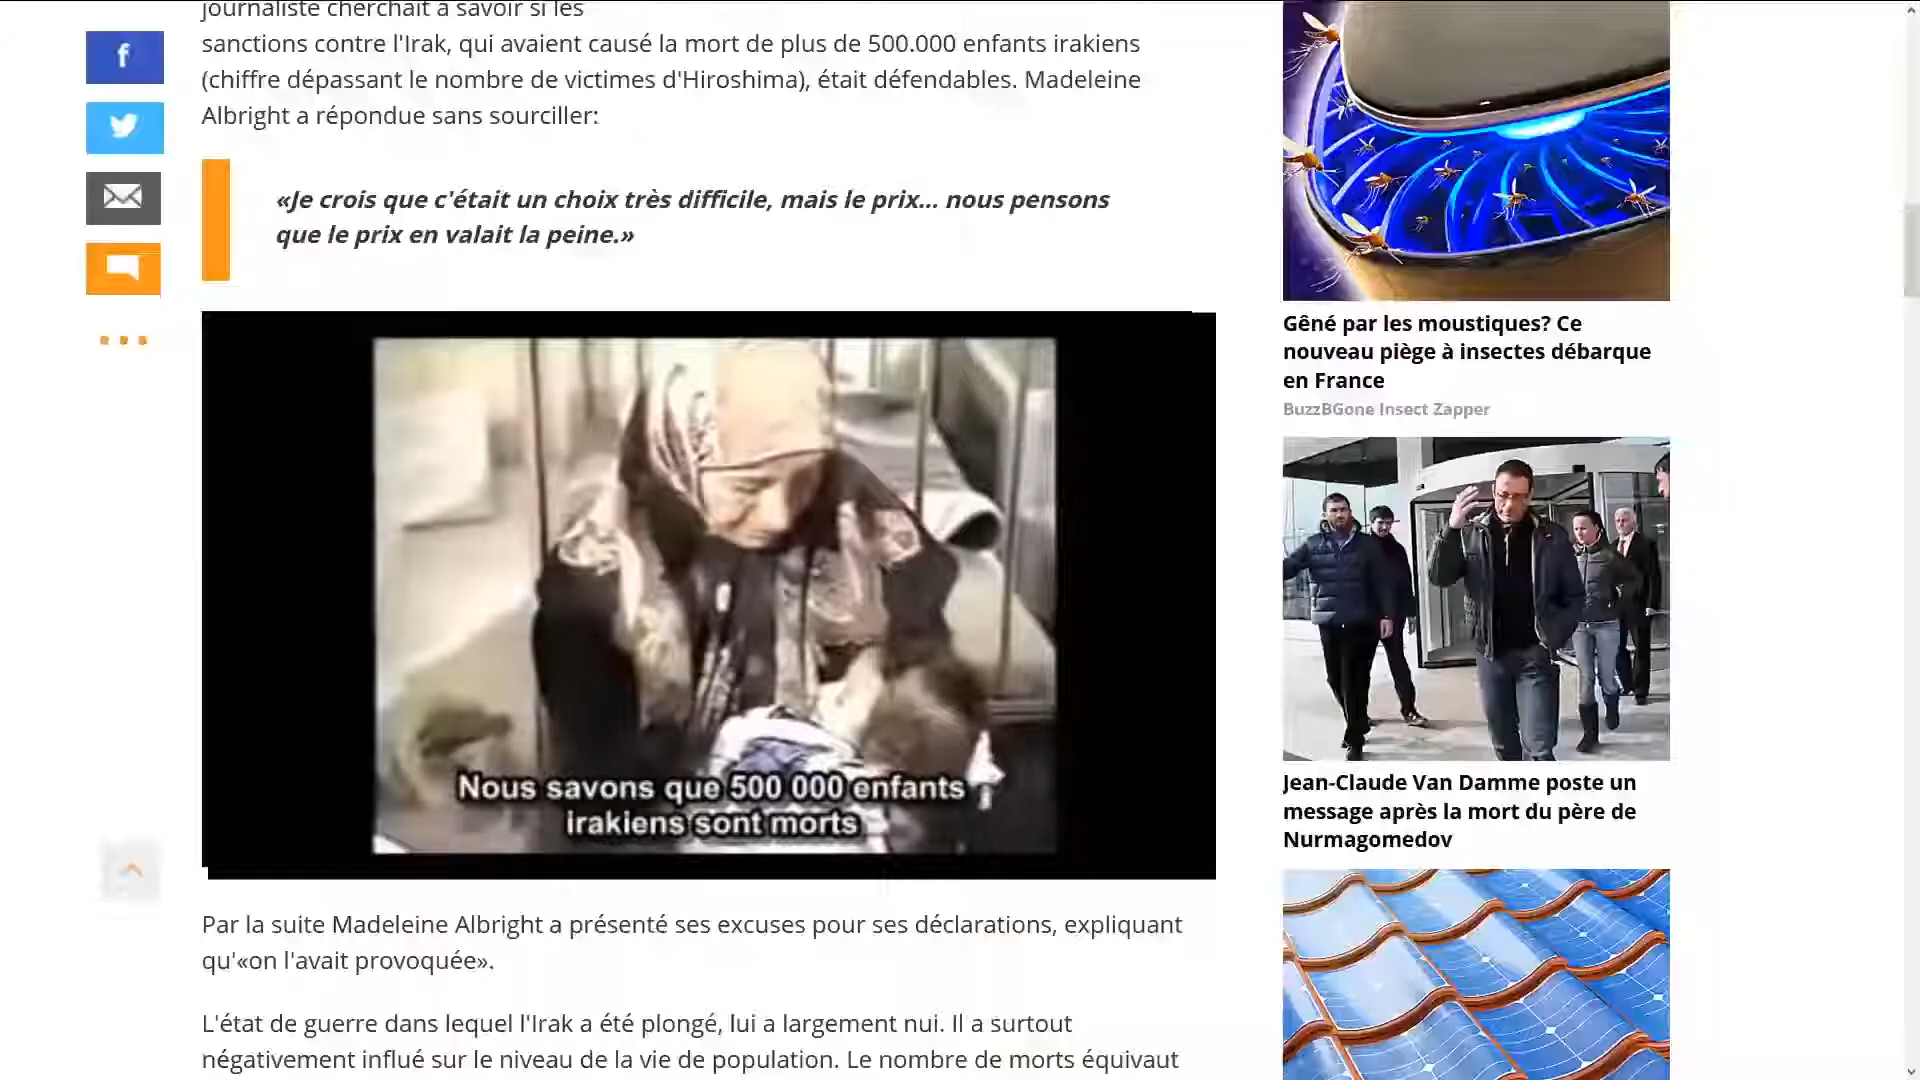 journaliste cherchait à savoir si les
sanctions contre l'Irak, qui avaient causé la mort de plus de 500.000 enfants irakiens
(chiffre dépassant le nombre de victimes d'Hiroshima), était défendables. Madeleine
Albright a répondue sans sourciller:
«Je crois que c'était un choix très difficile, mais le prix... nous pensons
que le prix en valait la peine.»
Nous savons que 500 000 enfants
irakiens sont morts
Par la suite Madeleine Albright a présenté ses excuses pour ses déclarations, expliquant
qu'«on l'avait provoquée».
L'état de guerre dans lequel l'Irak a été plongé, lui a largement nui. Il a surtout
négativement influé sur le niveau de la vie de population. Le nombre de morts équivaut
Gêné par les moustiques? Ce
nouveau piège à insectes débarque
en France
BuzzBGone Insect Zapper
Jean-Claude Van Damme poste un
message après la mort du père de
Nurmagomedov